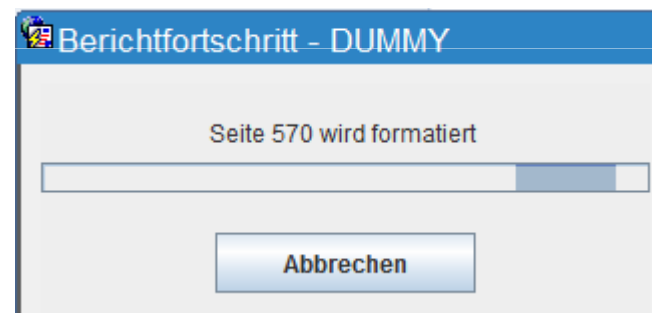 Berichtfortschritt - DUMMY
Seite 570 wird formatiert
Abbrechen